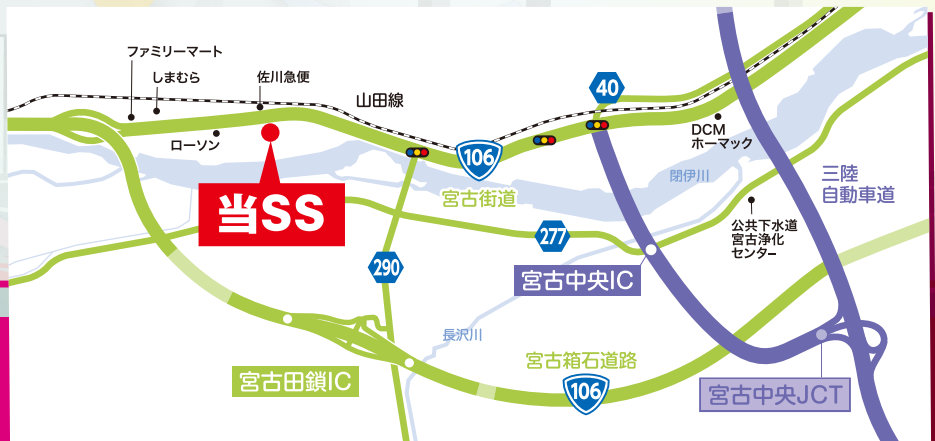 ファミリーマート
しまむら
佐川急便
山田線
40
ローソン
DCM
ホーマック
106
宮古街道
閉伊川
三陸
自動車道
当SS
277
公共下水道
宮古浄化
センター
290
宮古中央IC
長沢川
宮古箱石道路
宮古田鎖IC
106
宮古中央JCT